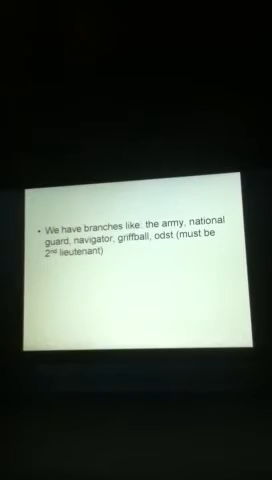 • We have branches like: the army, national
guard, navigator, griffball, odst (must be
2nd lieutenant)